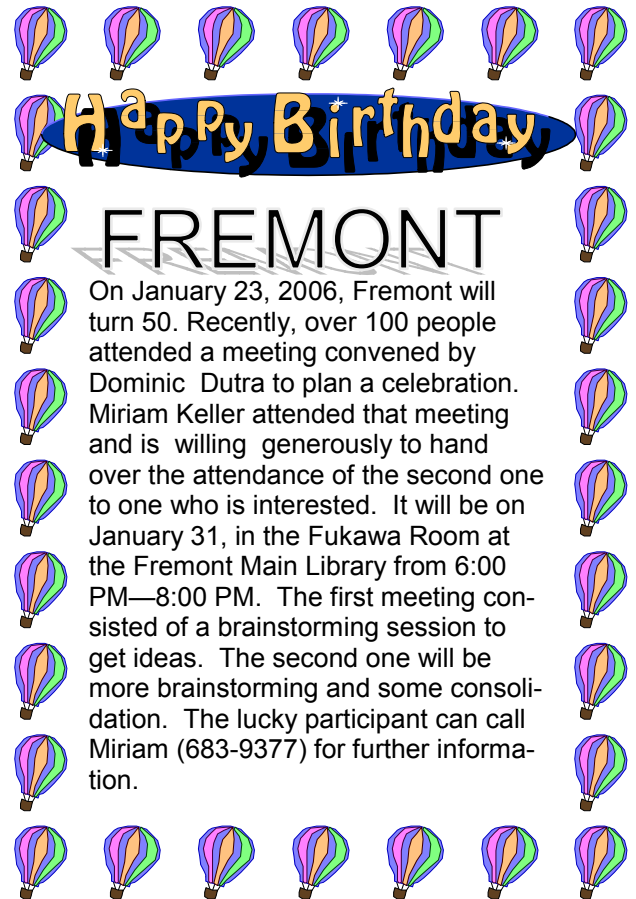 Happy Birthday
FREMONT
On January 23, 2006, Fremont will
turn 50. Recently, over 100 people
attended a meeting convened by
Dominic  Dutra to plan a celebration.
Miriam Keller attended that meeting
and is  willing  generously to hand
over the attendance of the second one
to one who is interested.  It will be on
January 31, in the Fukawa Room at
the Fremont Main Library from 6:00
PM—8:00 PM.  The first meeting con-
sisted of a brainstorming session to
get ideas.  The second one will be
more brainstorming and some consoli-
dation.  The lucky participant can call
Miriam (683-9377) for further informa-
tion.